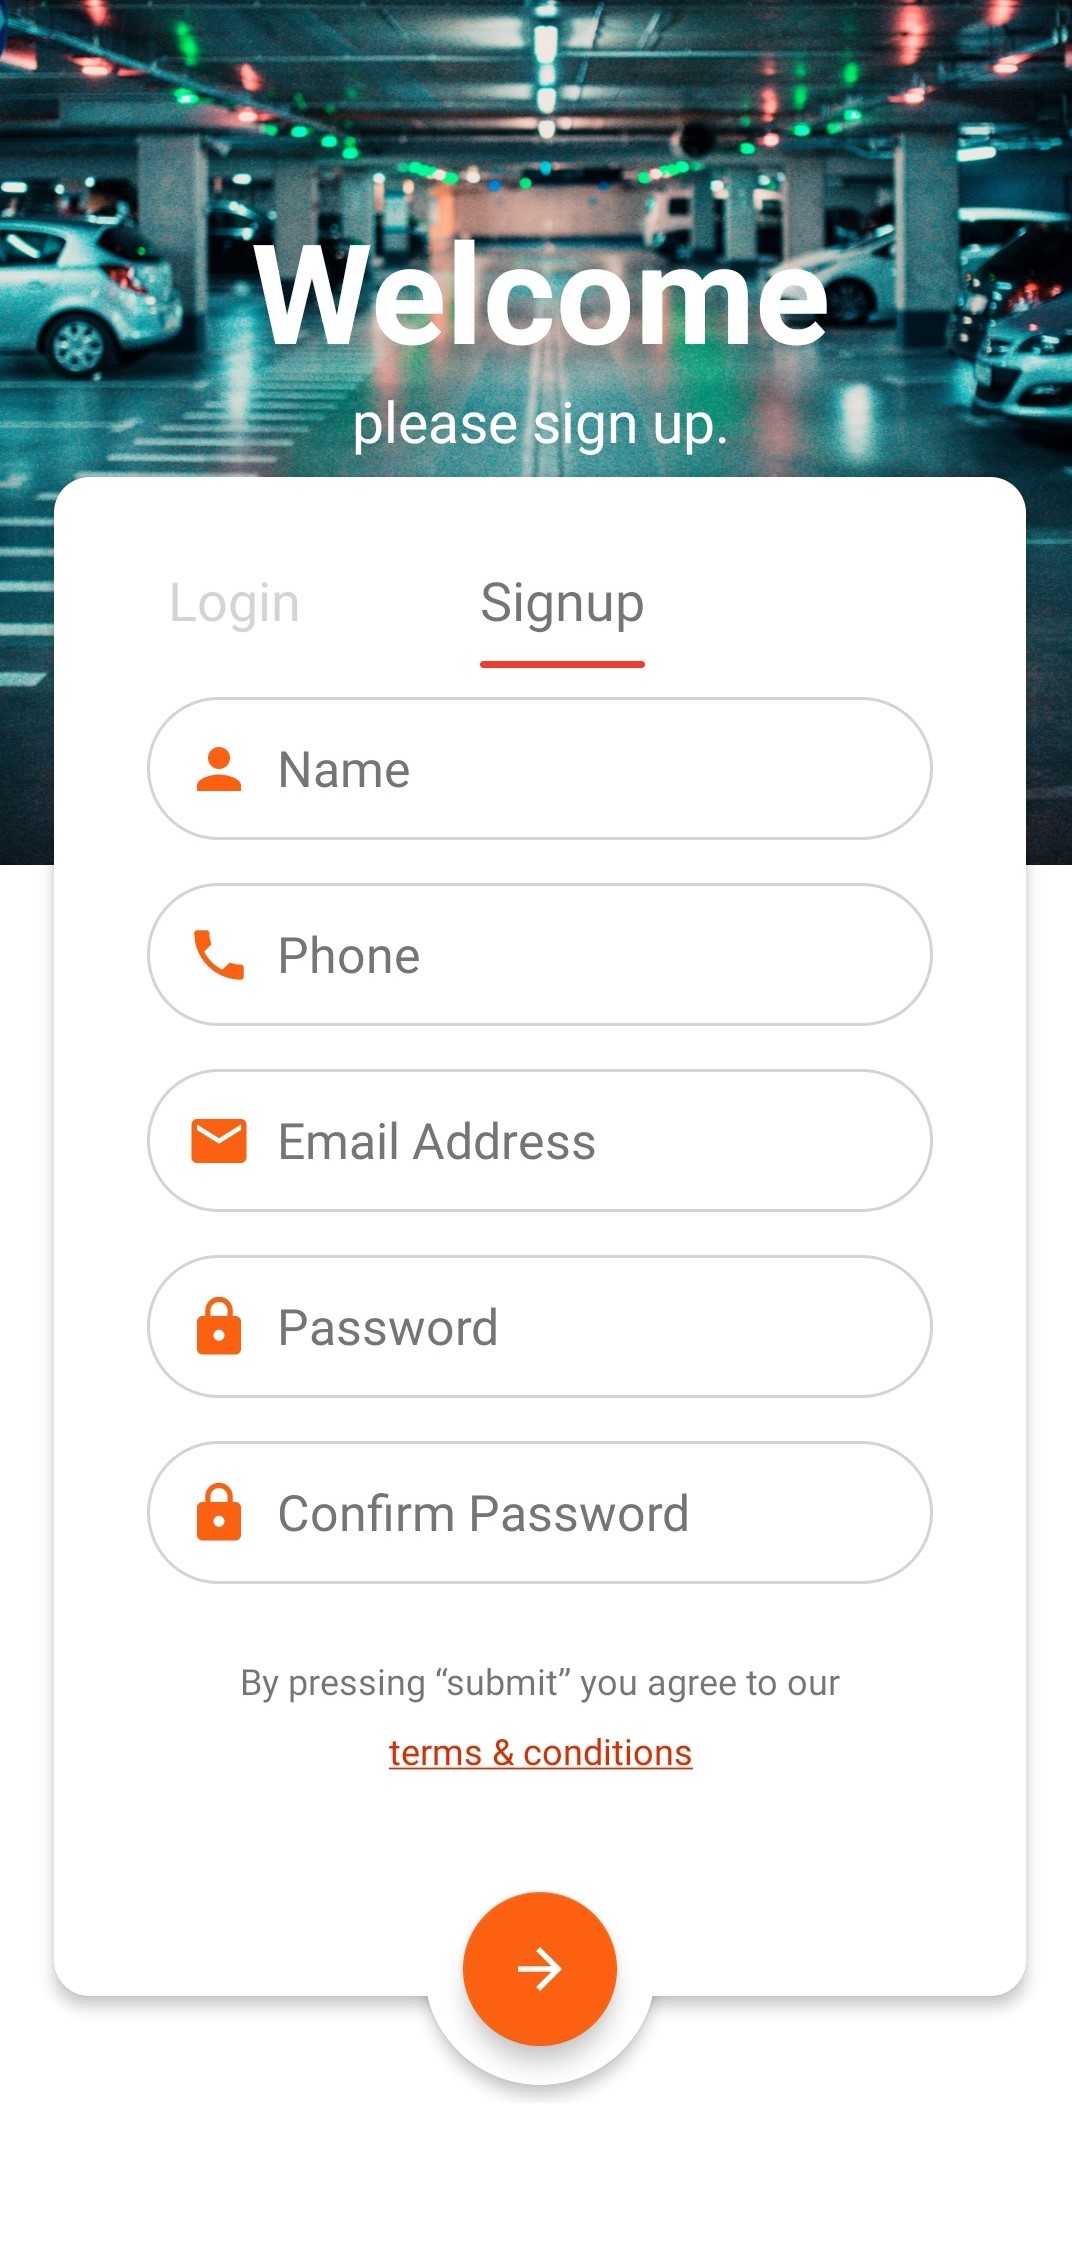 Welcome
please sign up.
Login Signup
Name
Phone
Email Address
Password
Confirm Password
By pressing “submit” you agree to our
terms & conditions